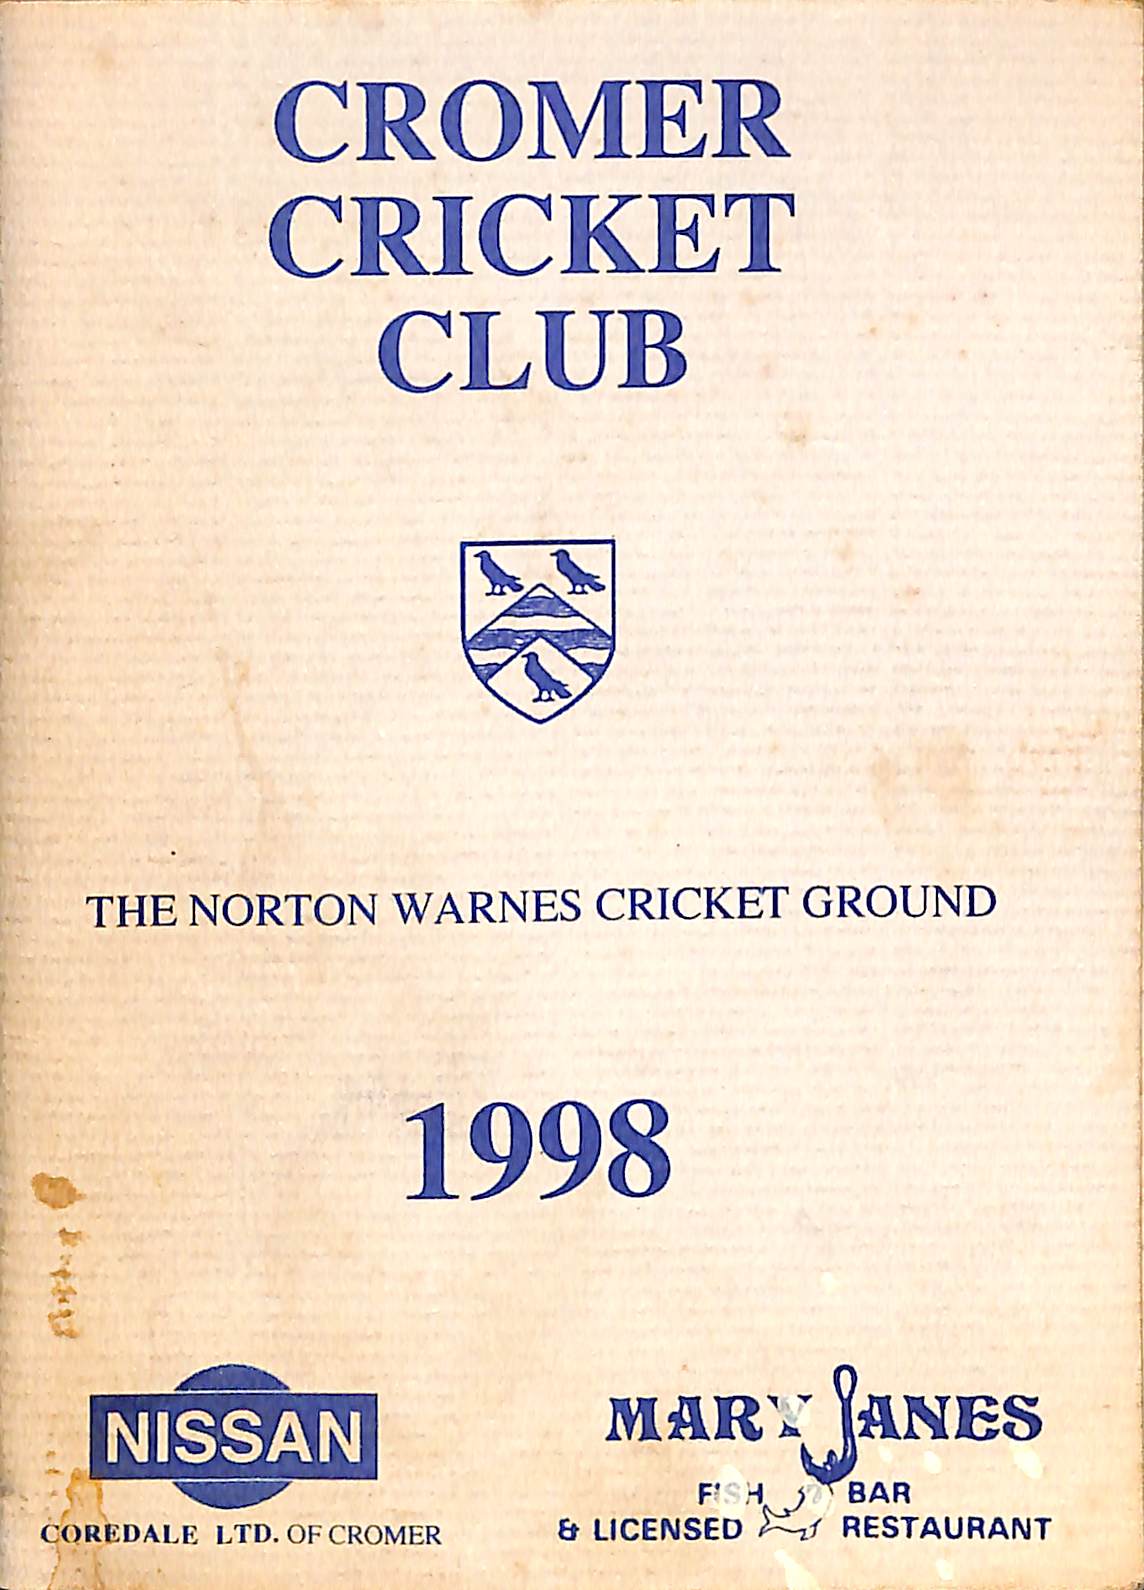 CROMER
CRICKET
CLUB
THE NORTON WARNES CRICKET GROUND
1998
NISSAN
COREDALE LTD. OF CROMER
MARY JANES
FISH BAR
& LICENSED RESTAURANT